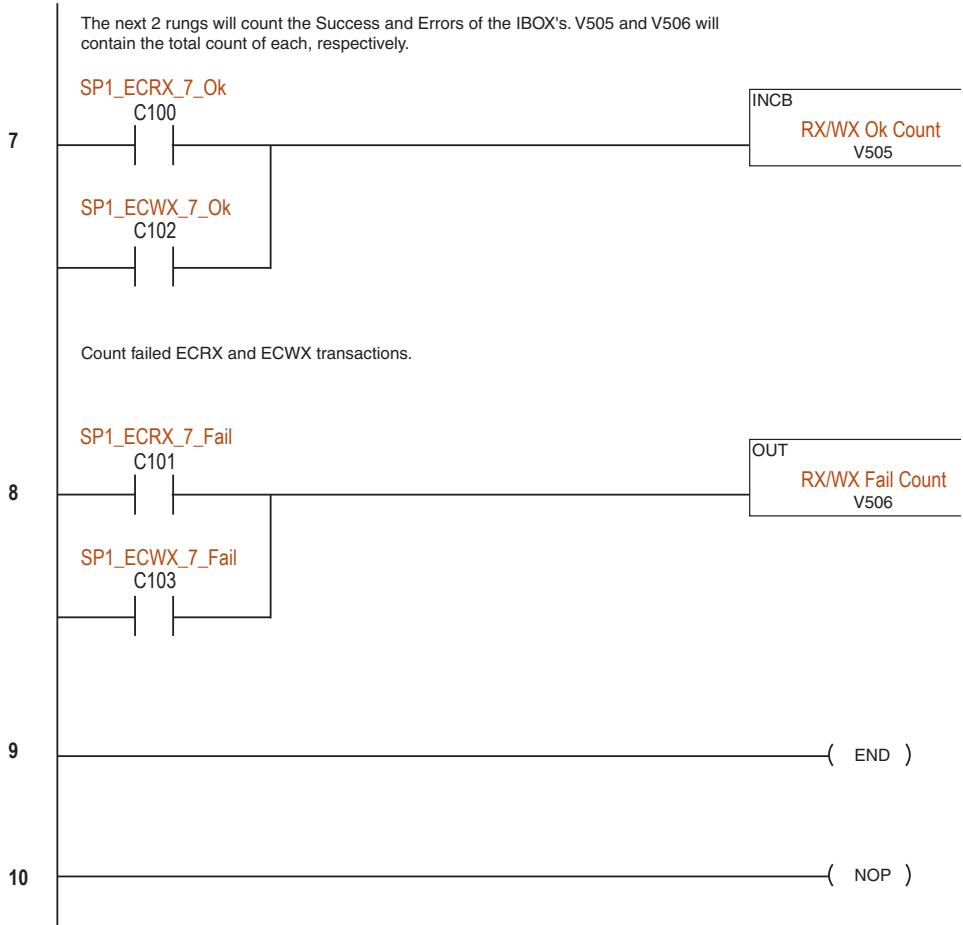 The next 2 rungs will count the Success and Errors of the IBOX's. V505 and V506 will
contain the total count of each, respectively.
SP1_ECRX_7_Ok
C100
INCB
RX/WX Ok Count
V505
7
SP1_ECWX_7_Ok
C102
Count failed ECRX and ECWX transactions.
SP1_ECRX_7_Fail
C101
OUT
RX/WX Fail Count
V506
8
SP1_ECWX_7_Fail
C103
9
( END )
10
( NOP )